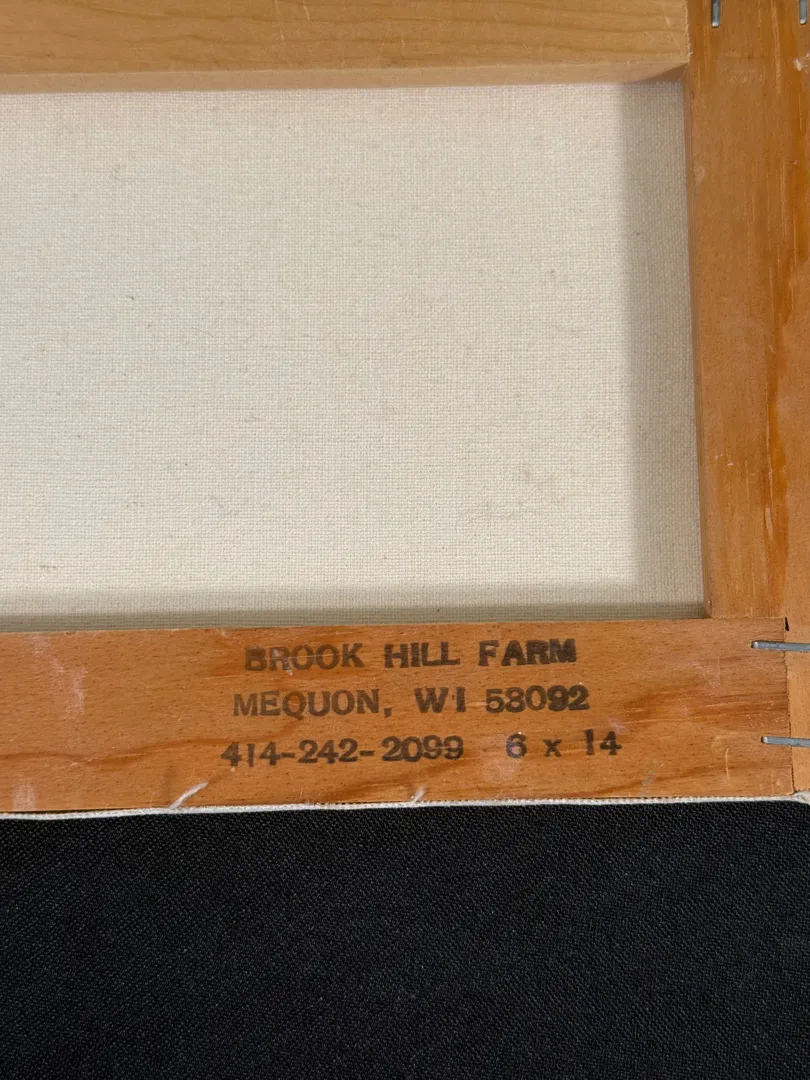 BROOK HILL FARM
MEQUON, WI 53092
414-242-2099 6 x 14